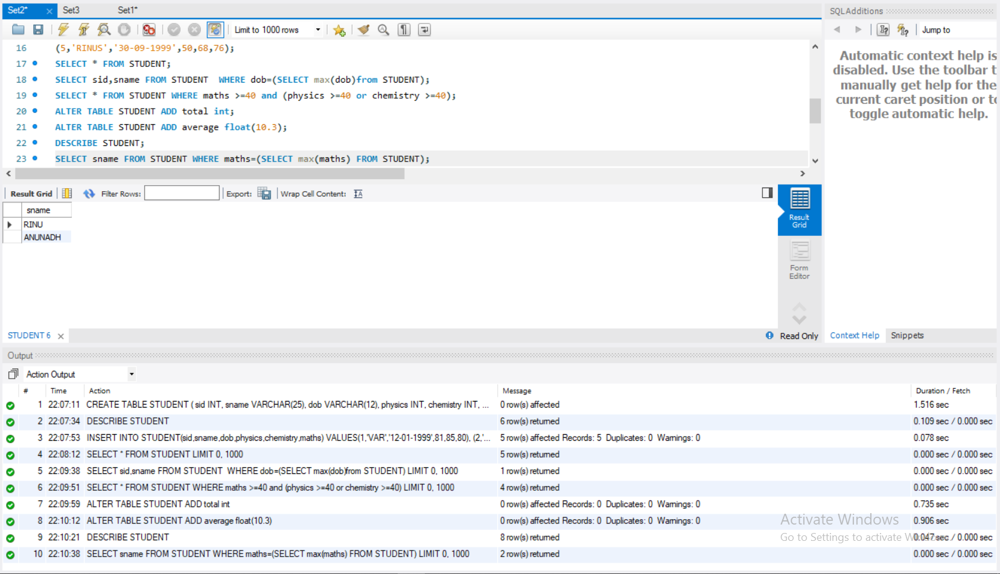 Set2* Set3 Set1*
SQLAdditions
Limit to 1000 rows
Jump to
16 (5,'RINUS','30-09-1999',50,68,76);
17 SELECT * FROM STUDENT;
18 SELECT sid,sname FROM STUDENT  WHERE dob=(SELECT max(dob)from STUDENT);
19 SELECT * FROM STUDENT WHERE maths >=40 and (physics >=40 or chemistry >=40);
20 ALTER TABLE STUDENT ADD total int;
21 ALTER TABLE STUDENT ADD average float(10.3);
22 DESCRIBE STUDENT;
23 SELECT sname FROM STUDENT WHERE maths=(SELECT max(maths) FROM STUDENT);
Automatic context help is
disabled. Use the toolbar t
manually get help for the
current caret position or to
toggle automatic help.
Result Grid Filter Rows: Export: Wrap Cell Content:
sname
RINU
ANUNADH
Result
Grid
Form
Editor
STUDENT 6
Read Only
Context Help Snippets
Output
Action Output
# Time Action Message Duration / Fetch
1 22:07:11 CREATE TABLE STUDENT ( sid INT, sname VARCHAR(25), dob VARCHAR(12), physics INT, chemistry INT, ... 0 row(s) affected 1.516 sec
2 22:07:34 DESCRIBE STUDENT 6 row(s) returned 0.109 sec / 0.000 sec
3 22:07:53 INSERT INTO STUDENT(sid,sname,dob,physics,chemistry,maths) VALUES(1,'VAR','12-01-1999',81,85,80), (2,'... 5 row(s) affected Records: 5  Duplicates: 0  Warnings: 0 0.078 sec
4 22:08:12 SELECT * FROM STUDENT LIMIT 0, 1000 5 row(s) returned 0.000 sec / 0.000 sec
5 22:09:38 SELECT sid,sname FROM STUDENT  WHERE dob=(SELECT max(dob)from STUDENT) LIMIT 0, 1000 1 row(s) returned 0.000 sec / 0.000 sec
6 22:09:51 SELECT * FROM STUDENT WHERE maths >=40 and (physics >=40 or chemistry >=40) LIMIT 0, 1000 4 row(s) returned 0.000 sec / 0.000 sec
7 22:09:59 ALTER TABLE STUDENT ADD total int 0 row(s) affected Records: 0  Duplicates: 0  Warnings: 0 0.735 sec
8 22:10:12 ALTER TABLE STUDENT ADD average float(10.3) 0 row(s) affected Records: 0  Duplicates: 0  Warnings: 0 0.906 sec
9 22:10:21 DESCRIBE STUDENT 8 row(s) returned 0.047 sec / 0.000 sec
10 22:10:38 SELECT sname FROM STUDENT WHERE maths=(SELECT max(maths) FROM STUDENT) LIMIT 0, 1000 2 row(s) returned 0.000 sec / 0.000 sec
Activate Windows
Go to Settings to activate Windows.